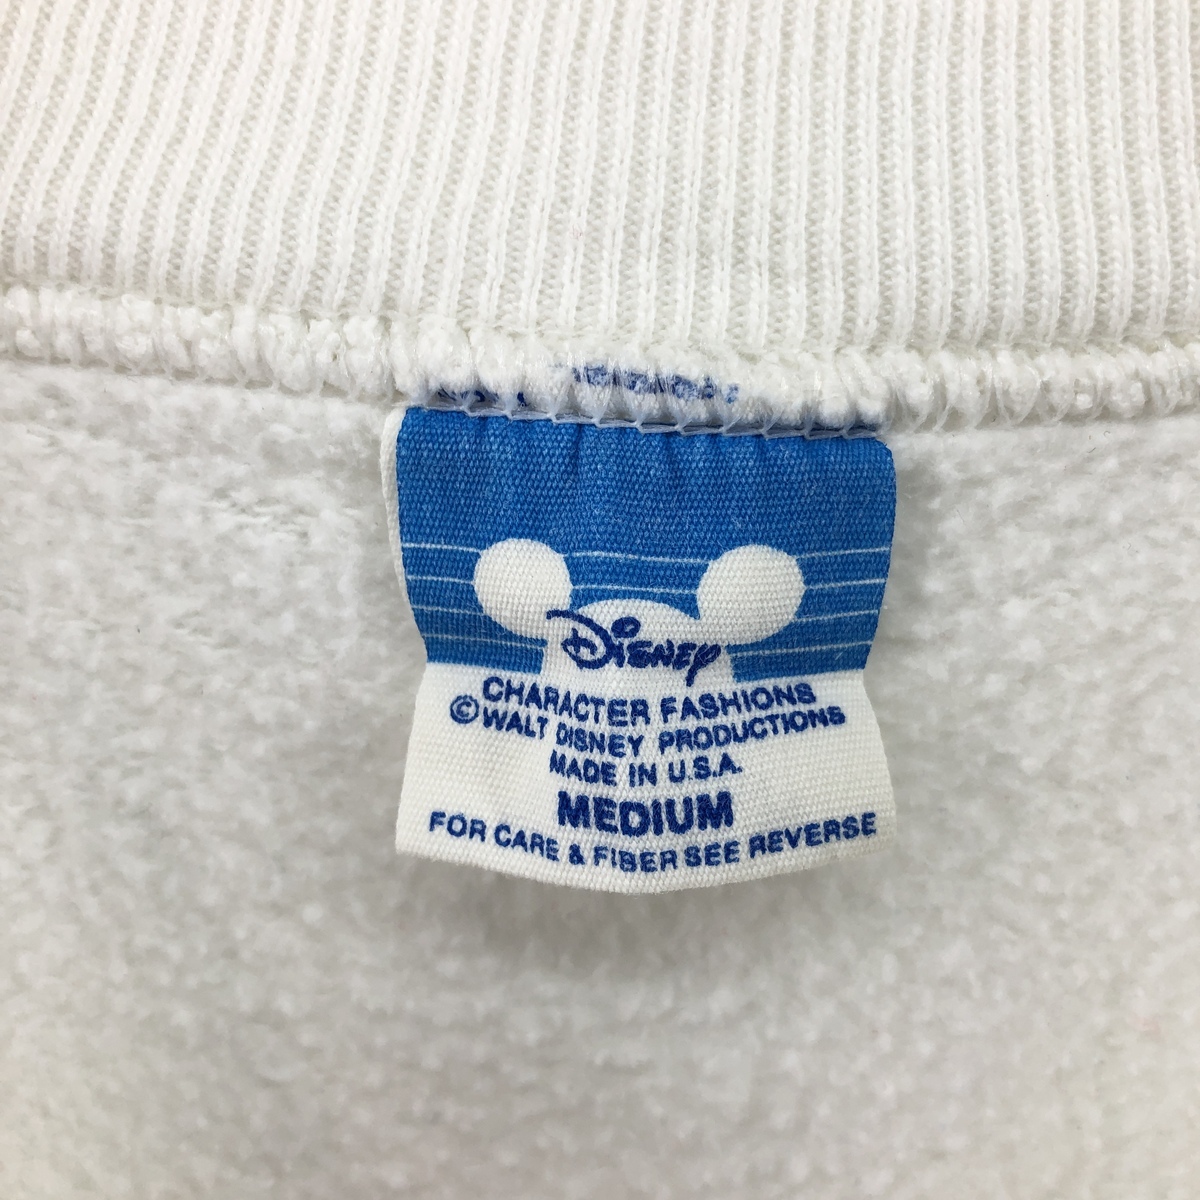 Disney
CHARACTER FASHIONS
©WALT DISNEY PRODUCTIONS
MADE IN U.S.A.
MEDIUM
FOR CARE & FIBER SEE REVERSE